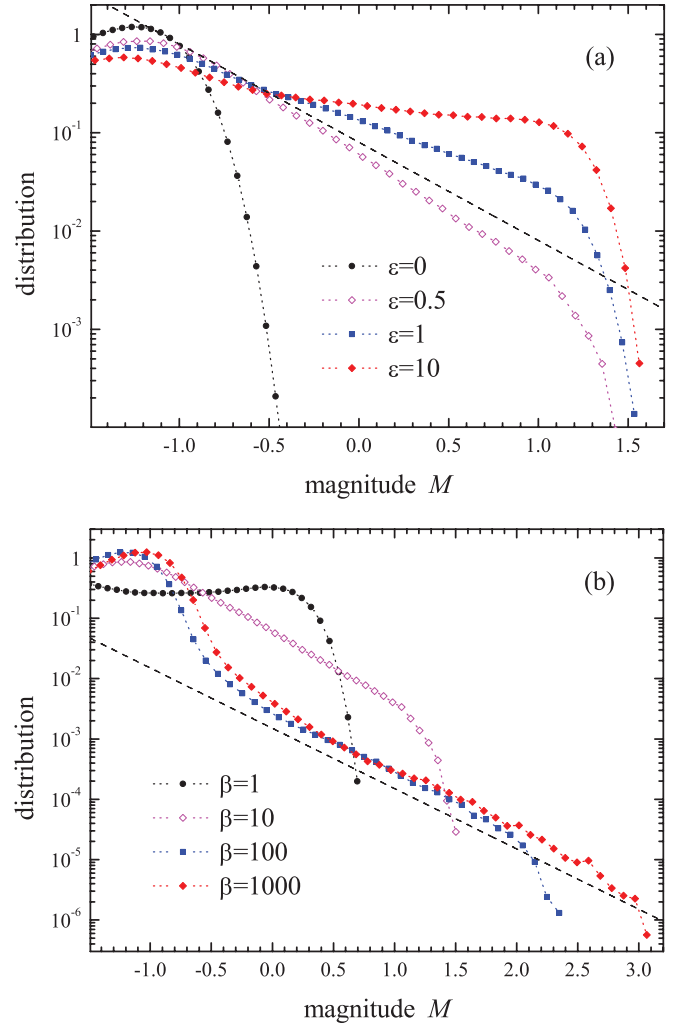 1
10⁻¹
10⁻²
10⁻³
distribution
(a)
ε=0
ε=0.5
ε=1
ε=10
-1.0 -0.5 0.0 0.5 1.0 1.5
magnitude M
1
10⁻¹
10⁻²
10⁻³
10⁻⁴
10⁻⁵
10⁻⁶
distribution
(b)
β=1
β=10
β=100
β=1000
-1.0 -0.5 0.0 0.5 1.0 1.5 2.0 2.5 3.0
magnitude M